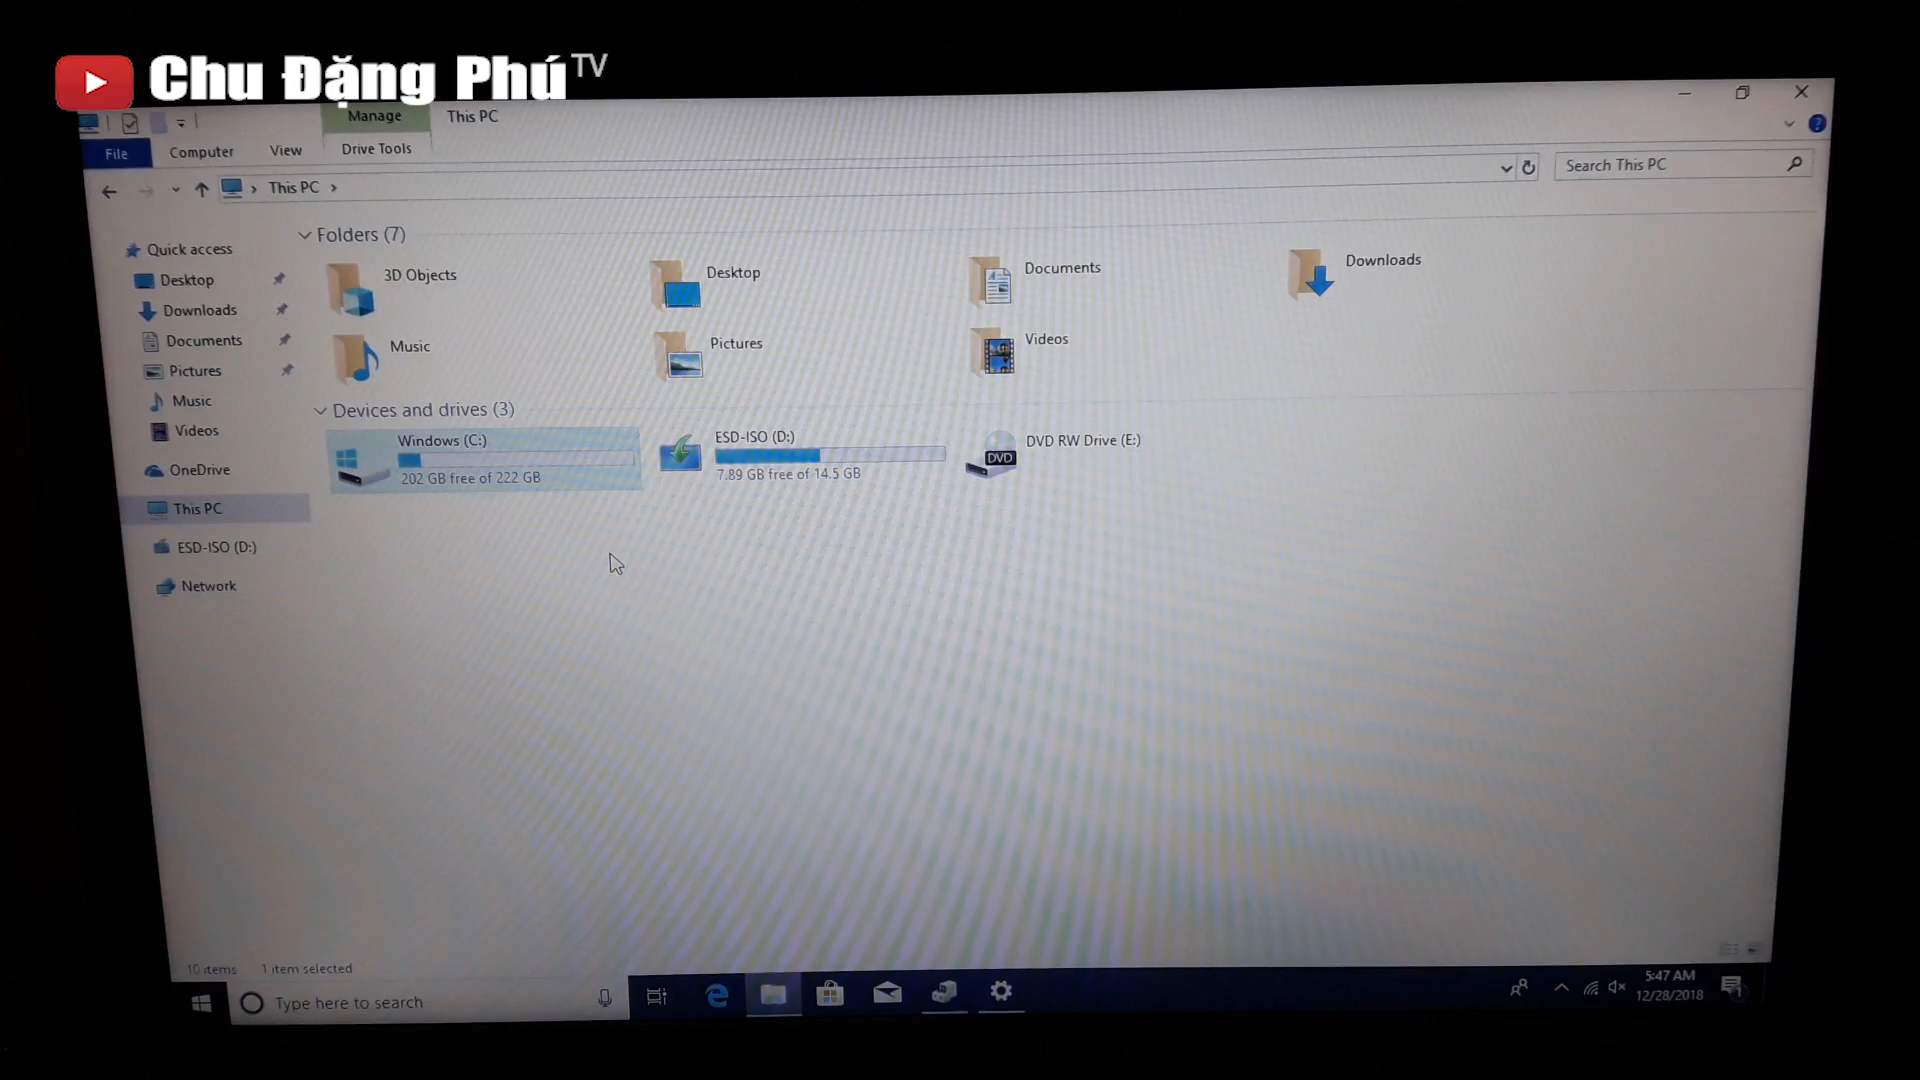 Chu Đặng Phú TV
Manage
This PC
File
Computer
View
Drive Tools
This PC
Search This PC
Quick access
Desktop
Downloads
Documents
Pictures
Music
Videos
OneDrive
This PC
ESD-ISO (D:)
Network
Folders (7)
3D Objects
Desktop
Documents
Downloads
Music
Pictures
Videos
Devices and drives (3)
Windows (C:)
202 GB free of 222 GB
ESD-ISO (D:)
7.89 GB free of 14.5 GB
DVD RW Drive (E:)
DVD
10 items
1 item selected
Type here to search
5:47 AM
12/28/2018
1